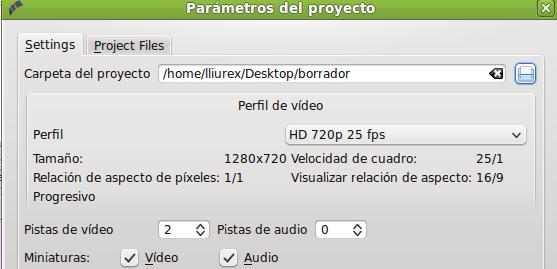 Parámetros del proyecto
Settings Project Files
Carpeta del proyecto /home/lliurex/Desktop/borrador
Perfil de vídeo
Perfil HD 720p 25 fps
Tamaño: 1280x720 Velocidad de cuadro: 25/1
Relación de aspecto de píxeles: 1/1 Visualizar relación de aspecto: 16/9
Progresivo
Pistas de vídeo 2 Pistas de audio 0
Miniaturas: Vídeo Audio